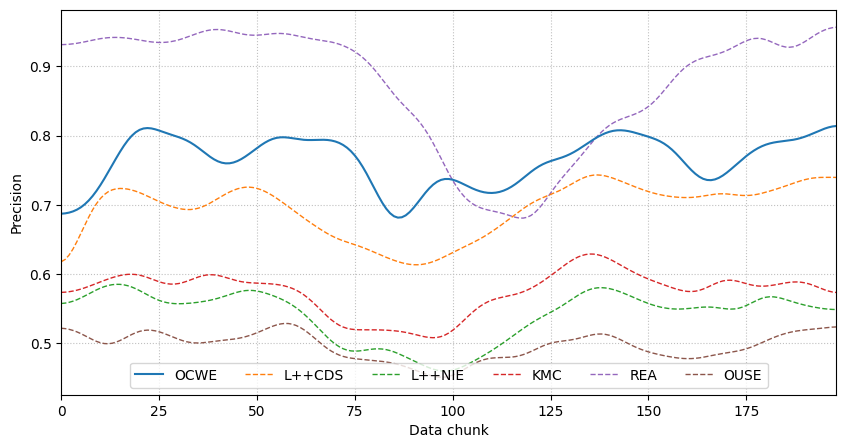 Precision
0.9
0.8
0.7
0.6
0.5
OCWE L++CDS L++NIE KMC REA OUSE
0 25 50 75 100 125 150 175
Data chunk